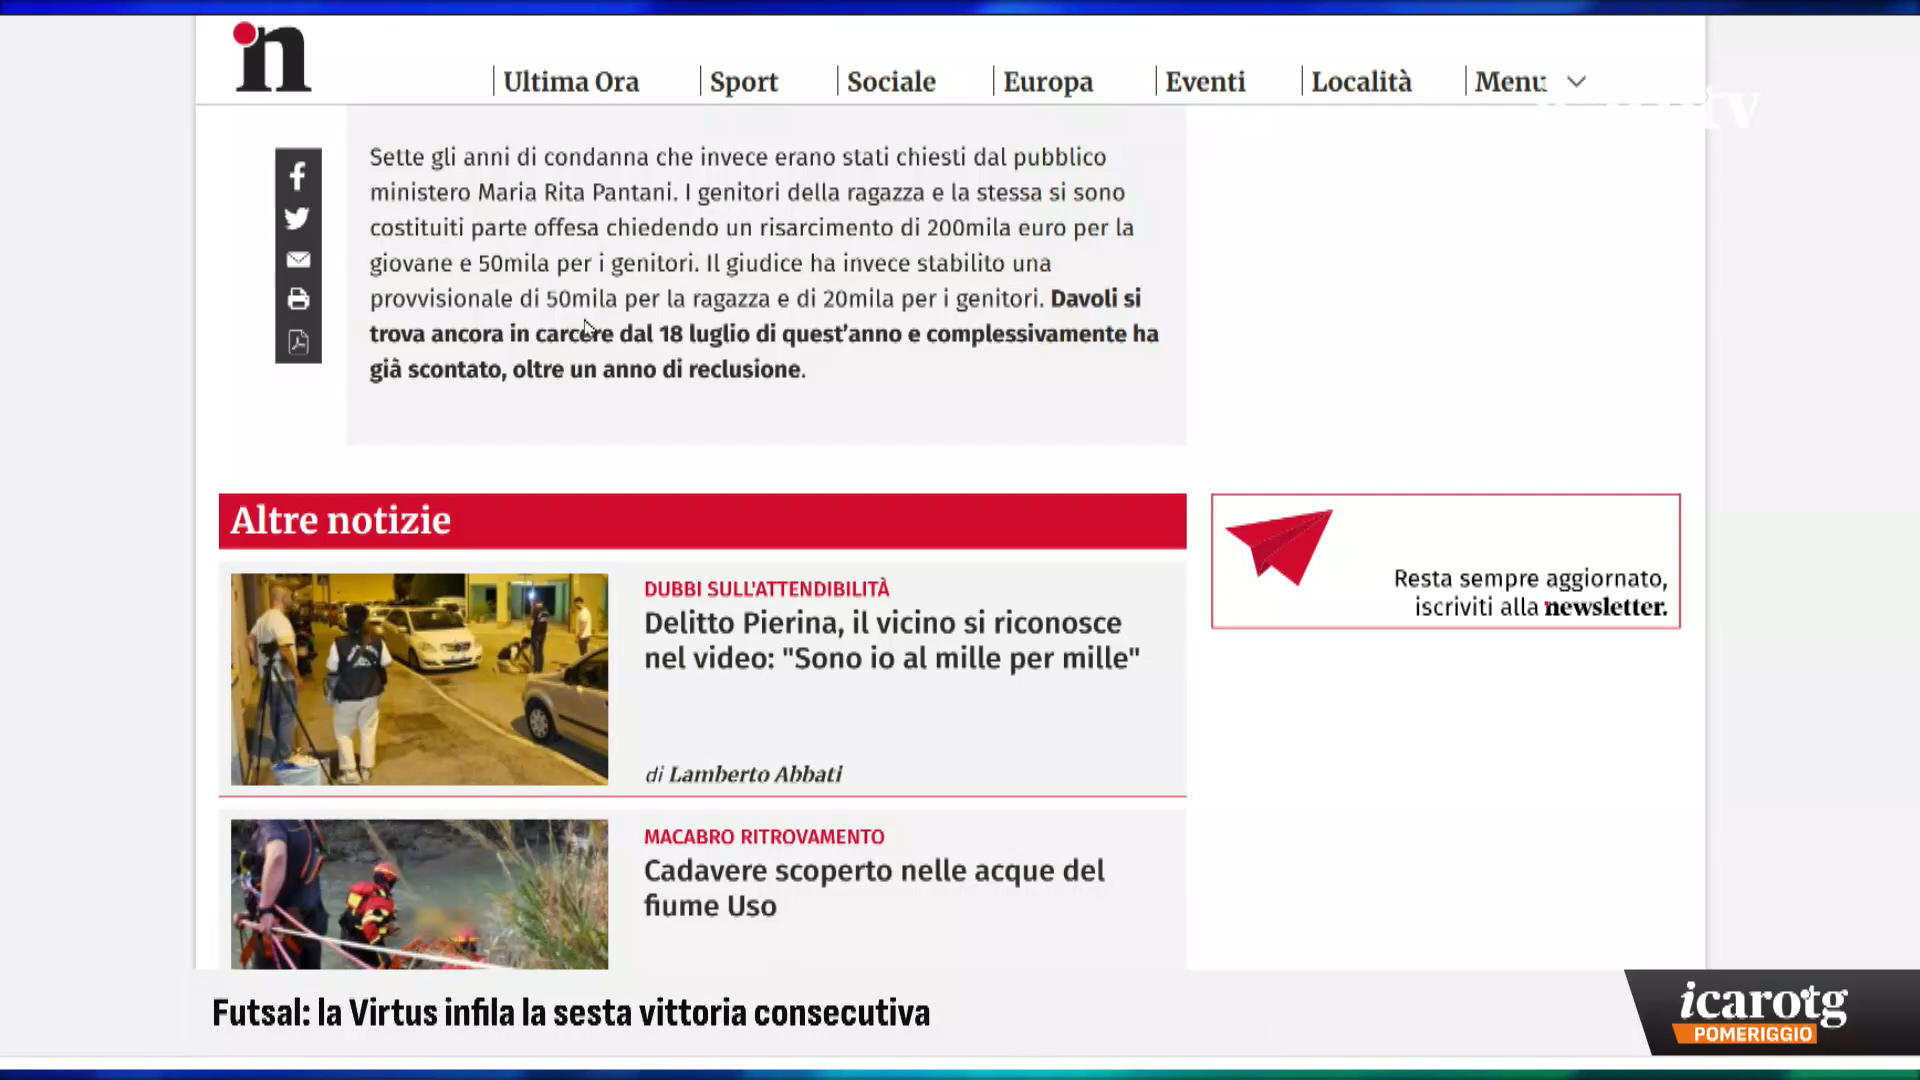 n
Ultima Ora
Sport
Sociale
Europa
Eventi
Località
Menu
tv
Sette gli anni di condanna che invece erano stati chiesti dal pubblico
ministero Maria Rita Pantani. I genitori della ragazza e la stessa si sono
costituiti parte offesa chiedendo un risarcimento di 200mila euro per la
giovane e 50mila per i genitori. Il giudice ha invece stabilito una
provvisionale di 50mila per la ragazza e di 20mila per i genitori. Davoli si
trova ancora in carcere dal 18 luglio di quest'anno e complessivamente ha
già scontato, oltre un anno di reclusione.
Altre notizie
DUBBI SULL'ATTENDIBILITÀ
Delitto Pierina, il vicino si riconosce
nel video: "Sono io al mille per mille"
di Lamberto Abbati
MACABRO RITROVAMENTO
Cadavere scoperto nelle acque del
fiume Uso
Resta sempre aggiornato,
iscriviti alla newsletter.
Futsal: la Virtus infila la sesta vittoria consecutiva
icarotg
POMERIGGIO